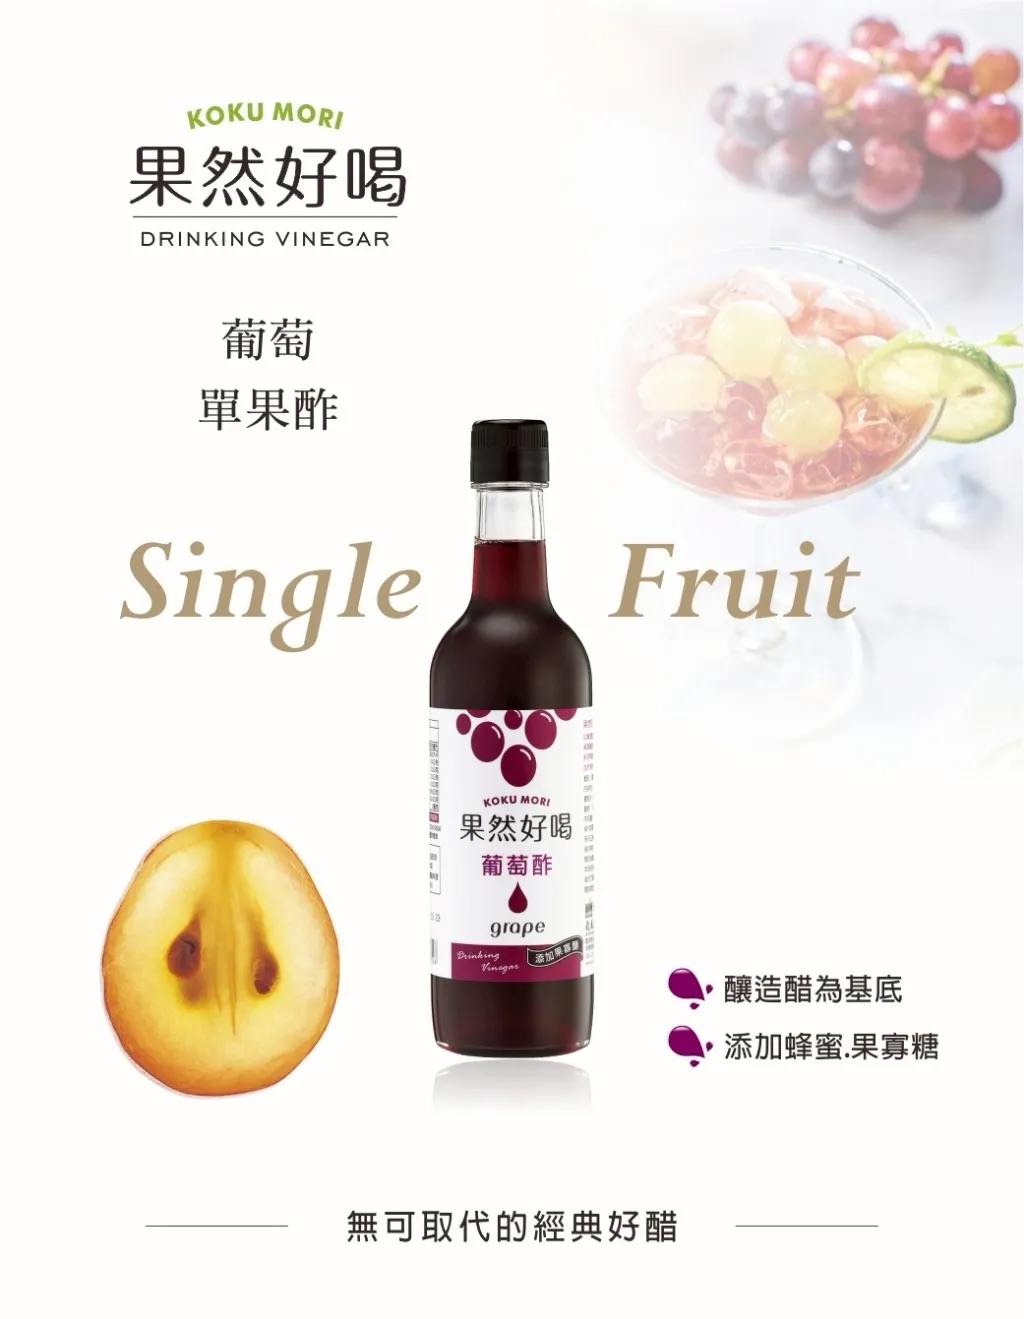 KOKU MORI
果然好喝
DRINKING VINEGAR
葡萄
單果酢
Single Fruit
KOKU MORI
果然好喝
葡萄酢
grape
Drinking
Vinegar
添加果寡糖
釀造醋為基底
添加蜂蜜.果寡糖
無可取代的經典好醋